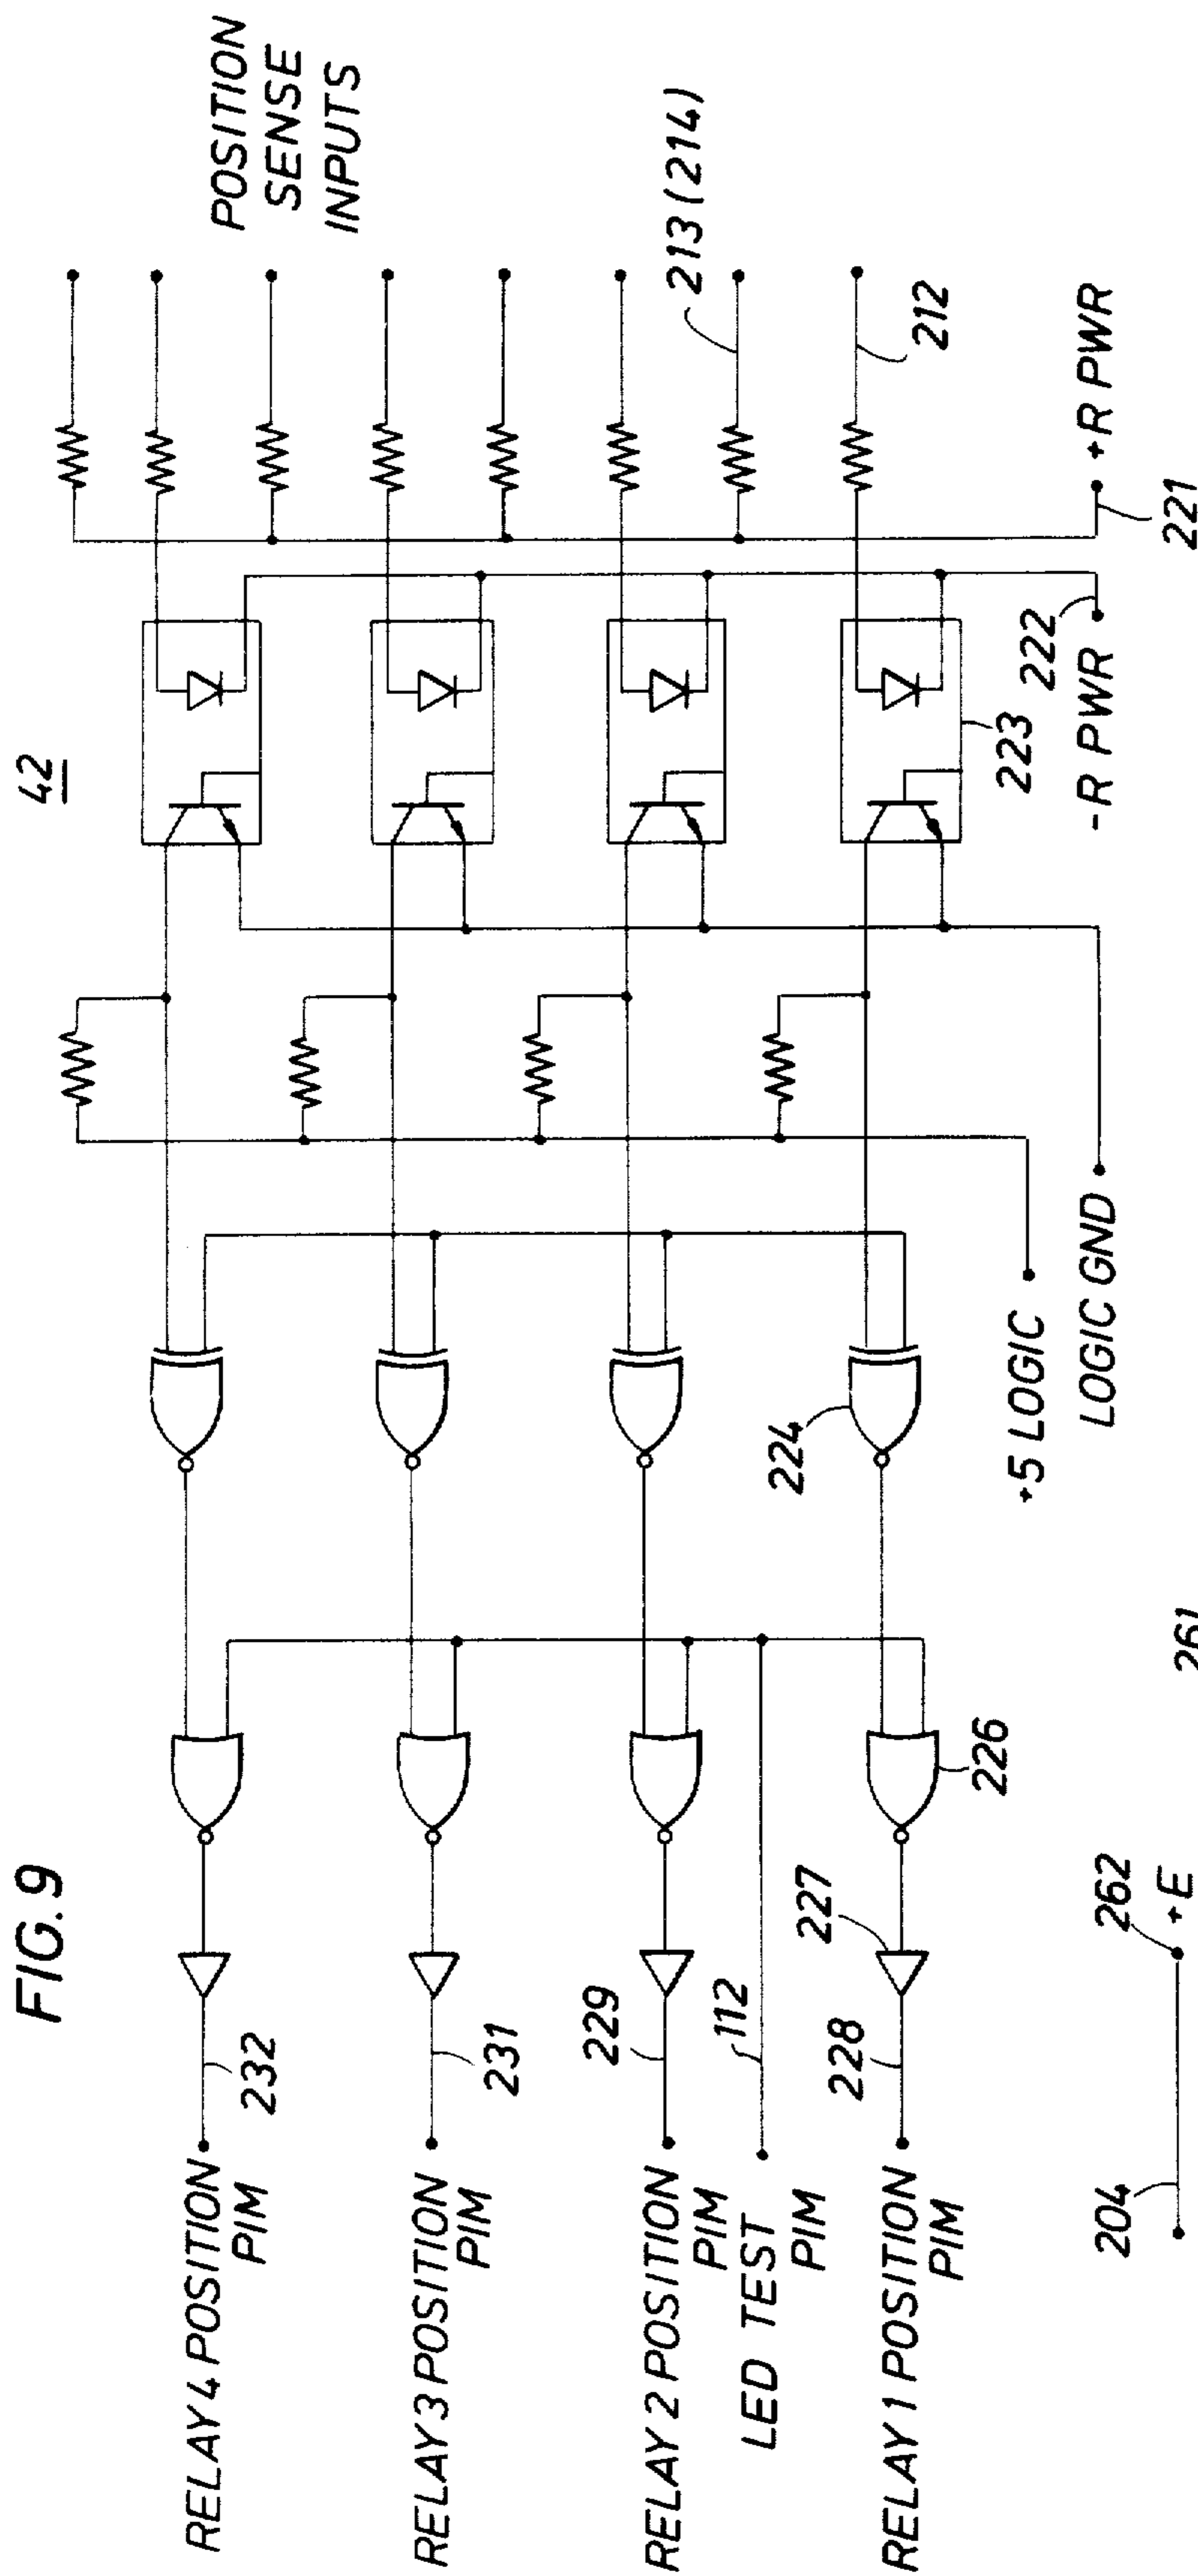 FIG. 9
42
POSITION
SENSE
INPUTS
213 (214)
212
+R PWR
221
222
-R PWR
223
224
+5 LOGIC
LOGIC GND
226
227
232
231
229
112
228
RELAY 4 POSITION
PIM
RELAY 3 POSITION
PIM
RELAY 2 POSITION
PIM
LED TEST
PIM
RELAY 1 POSITION
PIM
204
262
+E
261